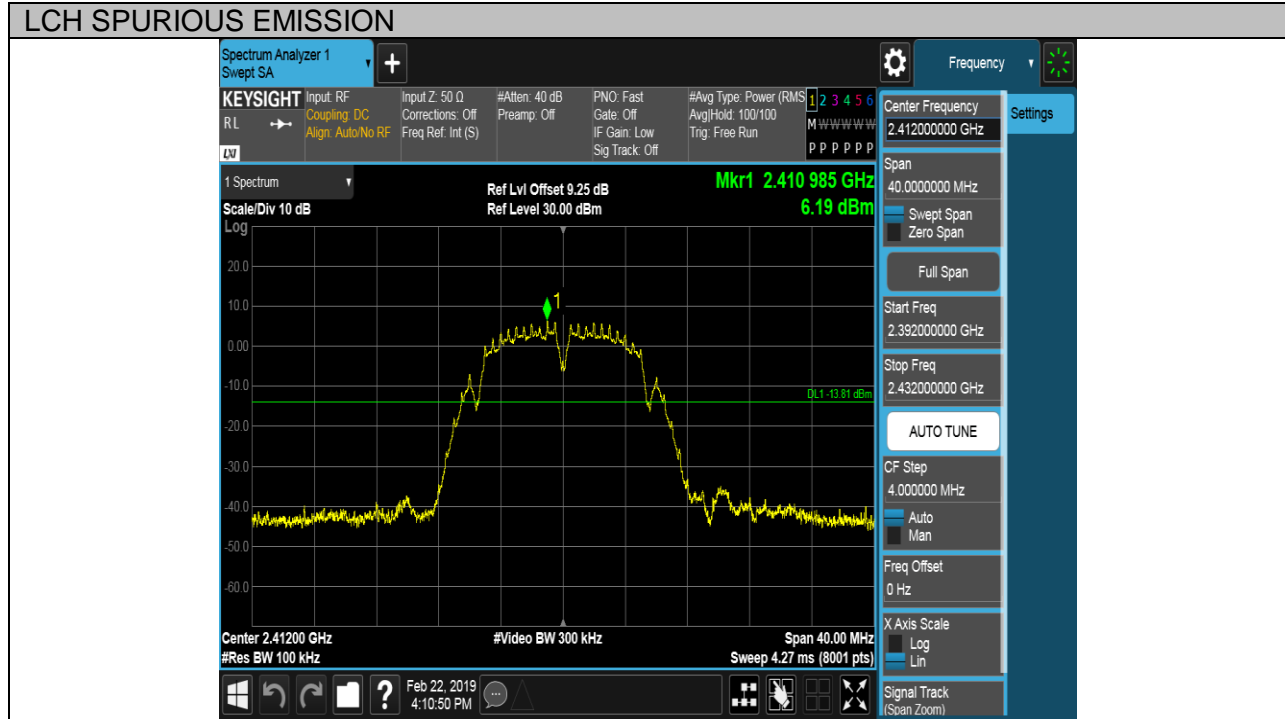 LCH SPURIOUS EMISSION
Spectrum Analyzer 1
Swept SA
Frequency
KEYSIGHT
RL
LXI
Input: RF
Coupling: DC
Align: Auto/No RF
Input Z: 50 Ω
Corrections: Off
Freq Ref: Int (S)
#Atten: 40 dB
Preamp: Off
PNO: Fast
Gate: Off
IF Gain: Low
Sig Track: Off
#Avg Type: Power (RMS
Avg|Hold: 100/100
Trig: Free Run
1 2 3 4 5 6
M W W W W W
P P P P P P
1 Spectrum
Scale/Div 10 dB
Ref Lvl Offset 9.25 dB
Ref Level 30.00 dBm
Mkr1 2.410 985 GHz
6.19 dBm
Log
20.0
10.0
0.00
-10.0
-20.0
-30.0
-40.0
-50.0
-60.0
1
DL1 -13.81 dBm
Center 2.41200 GHz
#Res BW 100 kHz
#Video BW 300 kHz
Span 40.00 MHz
Sweep 4.27 ms (8001 pts)
?
Feb 22, 2019
4:10:50 PM
Center Frequency
2.412000000 GHz
Settings
Span
40.0000000 MHz
Swept Span
Zero Span
Full Span
Start Freq
2.392000000 GHz
Stop Freq
2.432000000 GHz
AUTO TUNE
CF Step
4.000000 MHz
Auto
Man
Freq Offset
0 Hz
X Axis Scale
Log
Lin
Signal Track
(Span Zoom)